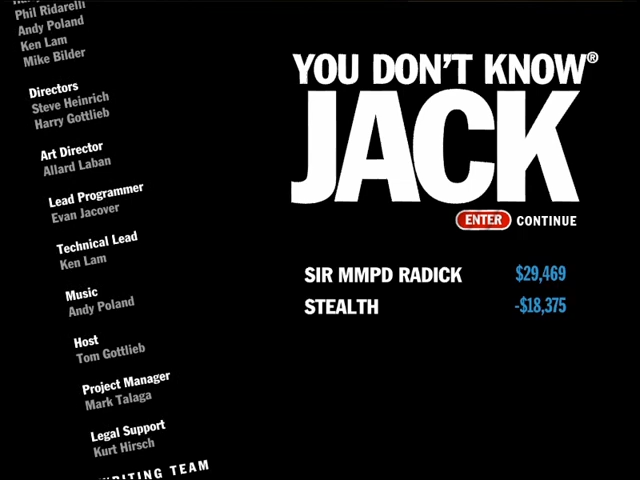 Phil Ridarelli
Andy Poland
Ken Lam
Mike Bilder
Directors
Steve Heinrich
Harry Gottlieb
Art Director
Allard Laban
Lead Programmer
Evan Jacover
Technical Lead
Ken Lam
Music
Andy Poland
Host
Tom Gottlieb
Project Manager
Mark Talaga
Legal Support
Kurt Hirsch
WRITING TEAM
YOU DON'T KNOW®
JACK
ENTER CONTINUE
SIR MMPD RADICK $29,469
STEALTH -$18,375